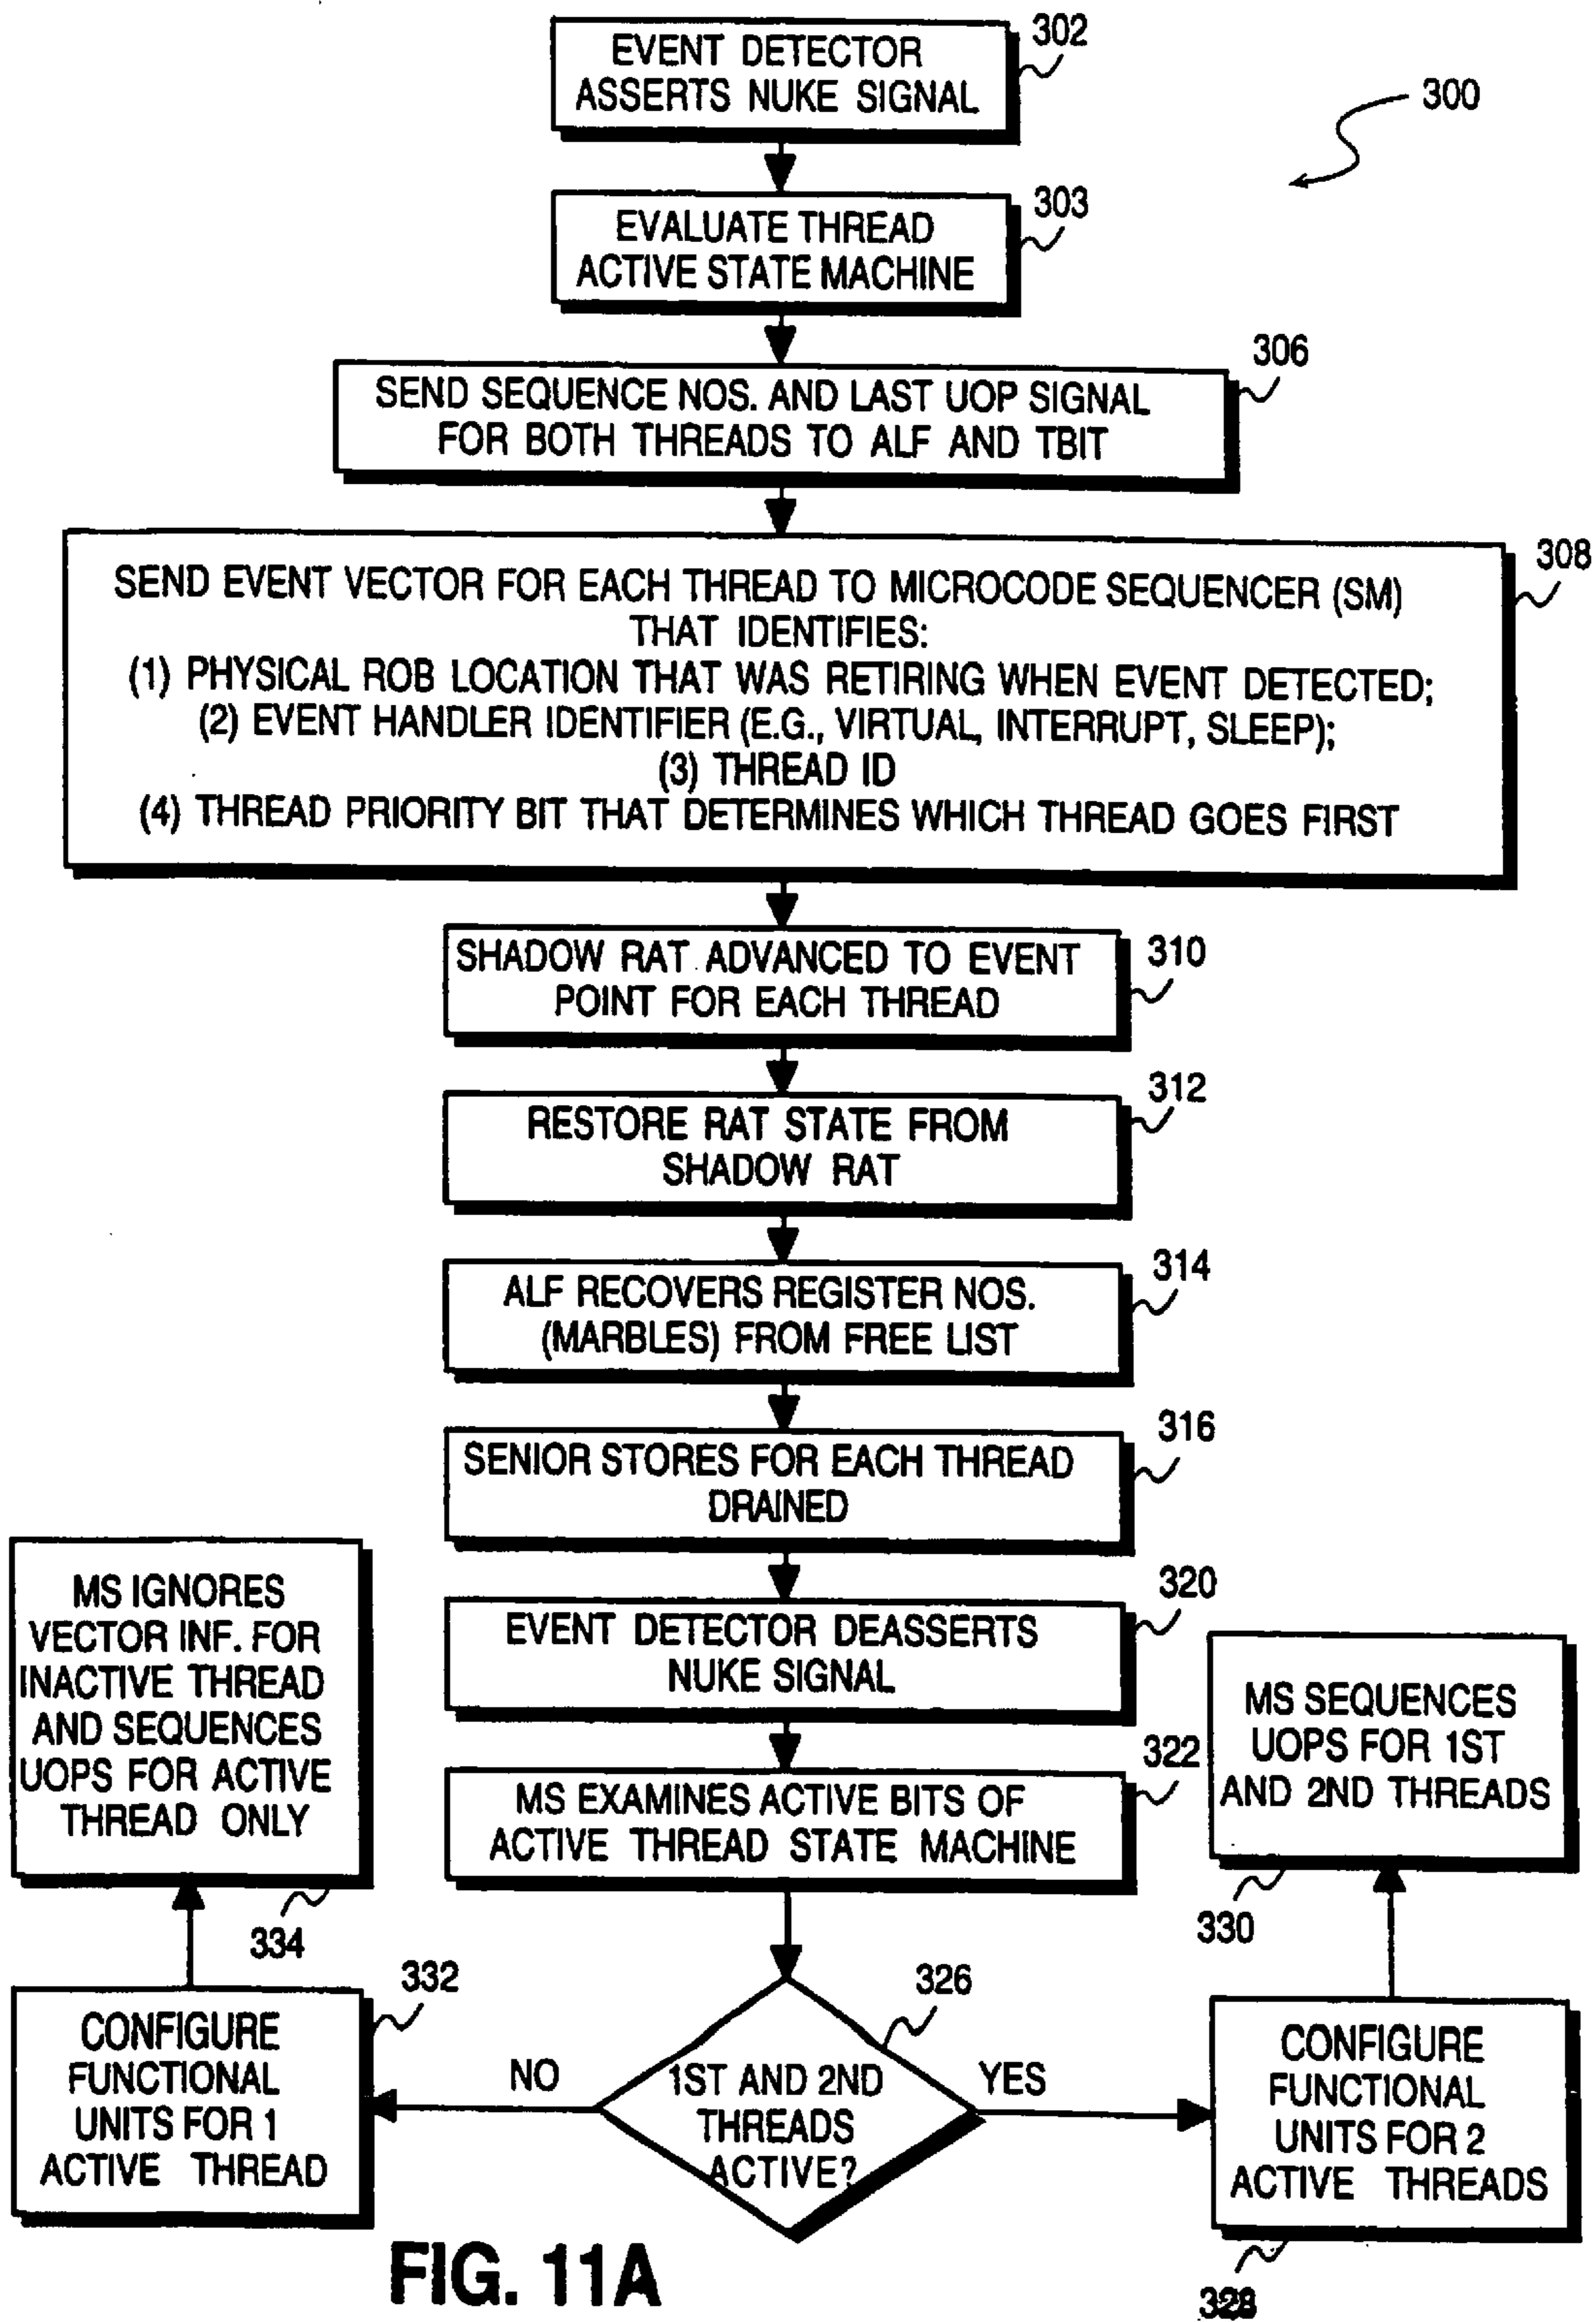 302
EVENT DETECTOR
ASSERTS NUKE SIGNAL
300
303
EVALUATE THREAD
ACTIVE STATE MACHINE
306
SEND SEQUENCE NOS. AND LAST UOP SIGNAL
FOR BOTH THREADS TO ALF AND TBIT
308
SEND EVENT VECTOR FOR EACH THREAD TO MICROCODE SEQUENCER (SM)
THAT IDENTIFIES:
(1) PHYSICAL ROB LOCATION THAT WAS RETIRING WHEN EVENT DETECTED;
(2) EVENT HANDLER IDENTIFIER (E.G., VIRTUAL, INTERRUPT, SLEEP);
(3) THREAD ID
(4) THREAD PRIORITY BIT THAT DETERMINES WHICH THREAD GOES FIRST
310
SHADOW RAT ADVANCED TO EVENT
POINT FOR EACH THREAD
312
RESTORE RAT STATE FROM
SHADOW RAT
314
ALF RECOVERS REGISTER NOS.
(MARBLES) FROM FREE LIST
316
SENIOR STORES FOR EACH THREAD
DRAINED
320
EVENT DETECTOR DEASSERTS
NUKE SIGNAL
322
MS EXAMINES ACTIVE BITS OF
ACTIVE THREAD STATE MACHINE
MS IGNORES
VECTOR INF. FOR
INACTIVE THREAD
AND SEQUENCES
UOPS FOR ACTIVE
THREAD ONLY
334
MS SEQUENCES
UOPS FOR 1ST
AND 2ND THREADS
330
332
CONFIGURE
FUNCTIONAL
UNITS FOR 1
ACTIVE THREAD
NO
326
1ST AND 2ND
THREADS
ACTIVE?
YES
CONFIGURE
FUNCTIONAL
UNITS FOR 2
ACTIVE THREADS
328
FIG. 11A